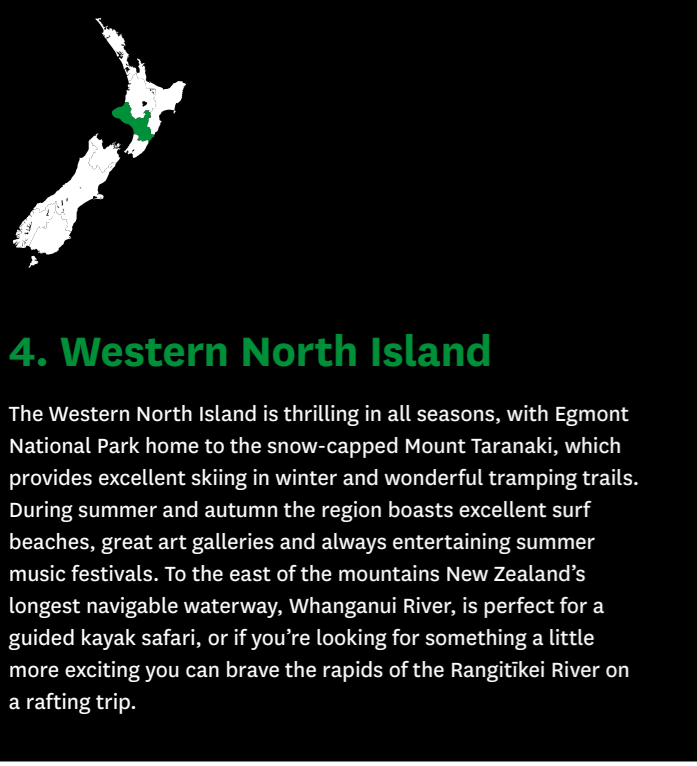 4. Western North Island
The Western North Island is thrilling in all seasons, with Egmont
National Park home to the snow-capped Mount Taranaki, which
provides excellent skiing in winter and wonderful tramping trails.
During summer and autumn the region boasts excellent surf
beaches, great art galleries and always entertaining summer
music festivals. To the east of the mountains New Zealand’s
longest navigable waterway, Whanganui River, is perfect for a
guided kayak safari, or if you’re looking for something a little
more exciting you can brave the rapids of the Rangitīkei River on
a rafting trip.